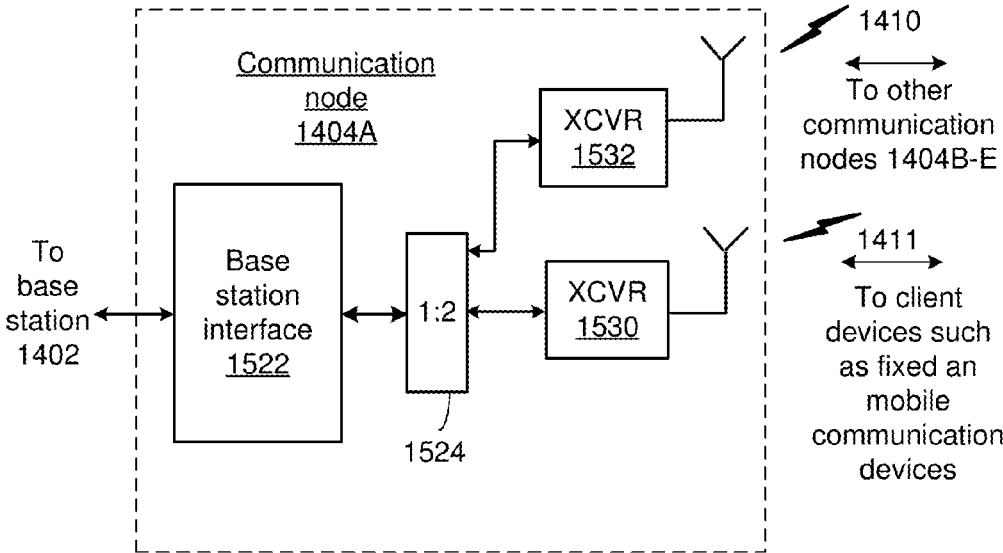 Communication
node
1404A
XCVR
1532
1410
To other
communication
nodes 1404B-E
To
base
station
1402
Base
station
interface
1522
1:2
1524
XCVR
1530
1411
To client
devices such
as fixed an
mobile
communication
devices